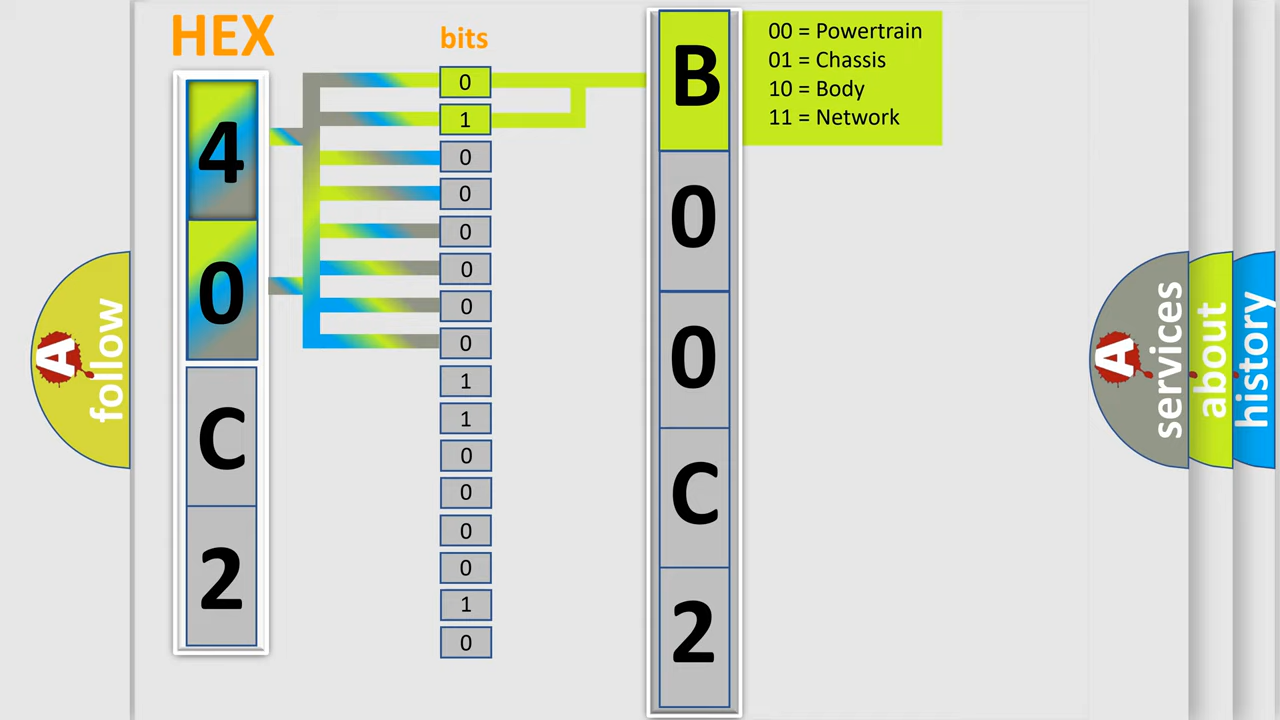 HEX
bits
4
0
C
2
0
1
0
0
0
0
0
0
1
1
0
0
0
0
1
0
B
0
0
C
2
00 = Powertrain
01 = Chassis
10 = Body
11 = Network
A
follow
A
services
about
history